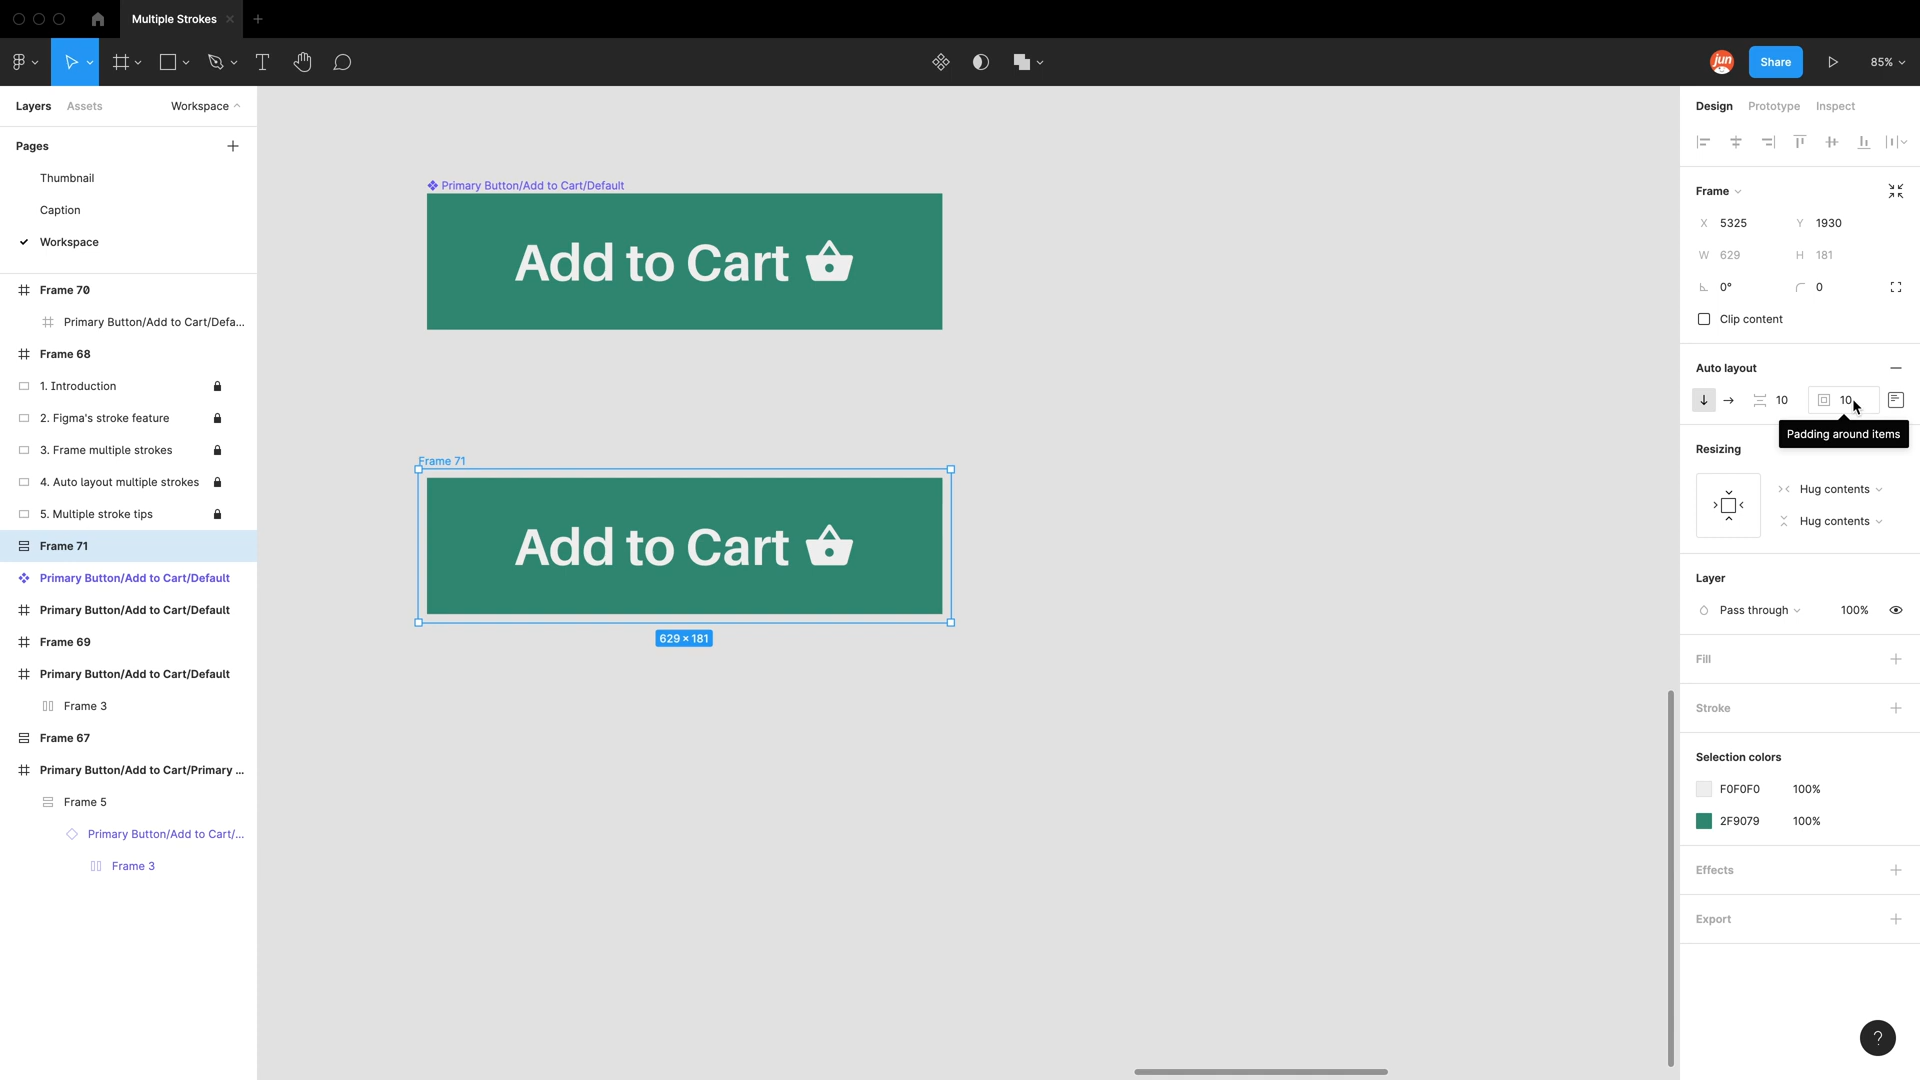 Multiple Strokes
jun
Share
85%
Layers
Assets
Workspace
Pages
Thumbnail
Caption
Workspace
Frame 70
Primary Button/Add to Cart/Defa...
Frame 68
1. Introduction
2. Figma's stroke feature
3. Frame multiple strokes
4. Auto layout multiple strokes
5. Multiple stroke tips
Frame 71
Primary Button/Add to Cart/Default
Primary Button/Add to Cart/Default
Frame 69
Primary Button/Add to Cart/Default
Frame 3
Frame 67
Primary Button/Add to Cart/Primary ...
Frame 5
Primary Button/Add to Cart/...
Frame 3
Primary Button/Add to Cart/Default
Add to Cart
Frame 71
Add to Cart
629 × 181
Design Prototype Inspect
Frame
X 5325 Y 1930
W 629 H 181
0° 0
Clip content
Auto layout
10 10
Padding around items
Resizing
Hug contents
Hug contents
Layer
Pass through 100%
Fill
Stroke
Selection colors
F0F0F0 100%
2F9079 100%
Effects
Export
?